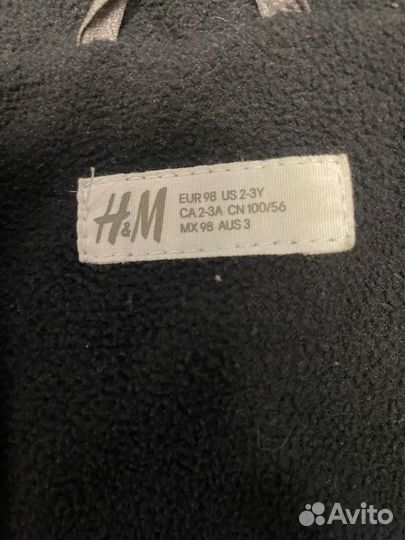 H&M
EUR 98 US 2-3Y
CA 2-3A CN 100/56
MX 98 AUS 3
Avito